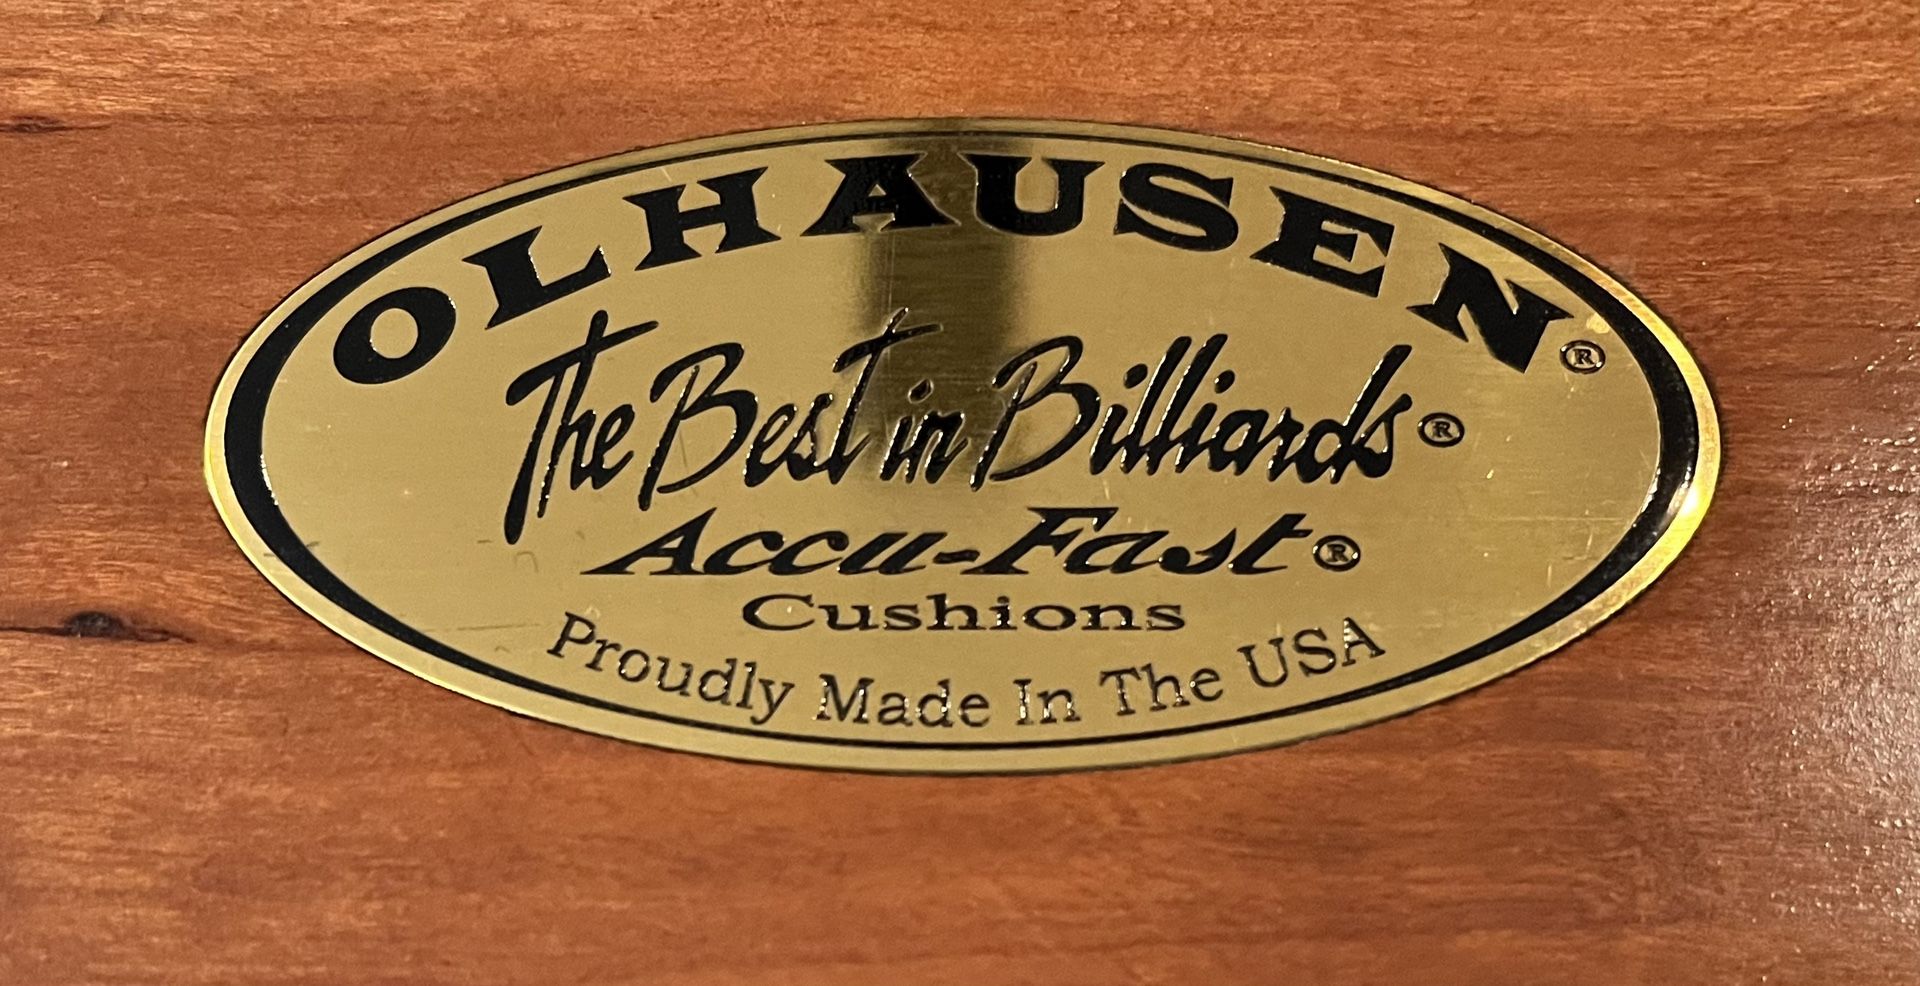 OLHAUSEN®
The Best in Billiards®
Accu-Fast®
Cushions
Proudly Made In The USA